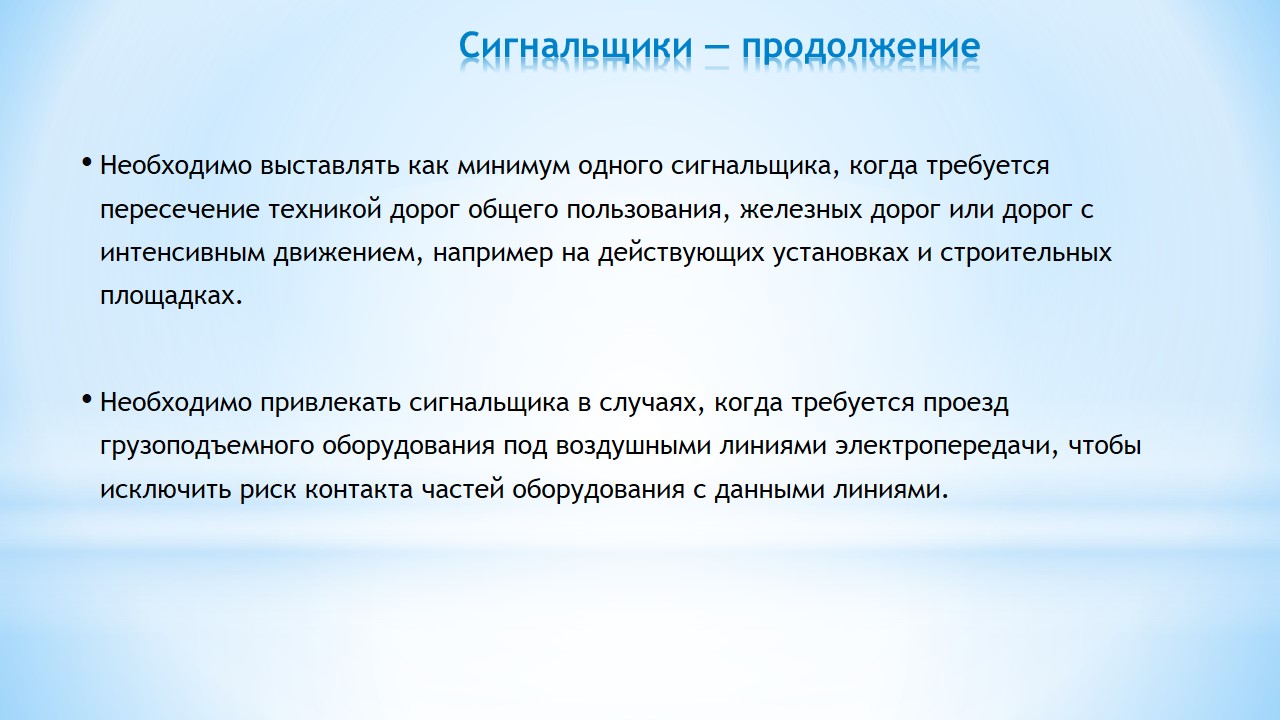 Сигнальщики — продолжение
• Необходимо выставлять как минимум одного сигнальщика, когда требуется
пересечение техникой дорог общего пользования, железных дорог или дорог с
интенсивным движением, например на действующих установках и строительных
площадках.
• Необходимо привлекать сигнальщика в случаях, когда требуется проезд
грузоподъемного оборудования под воздушными линиями электропередачи, чтобы
исключить риск контакта частей оборудования с данными линиями.